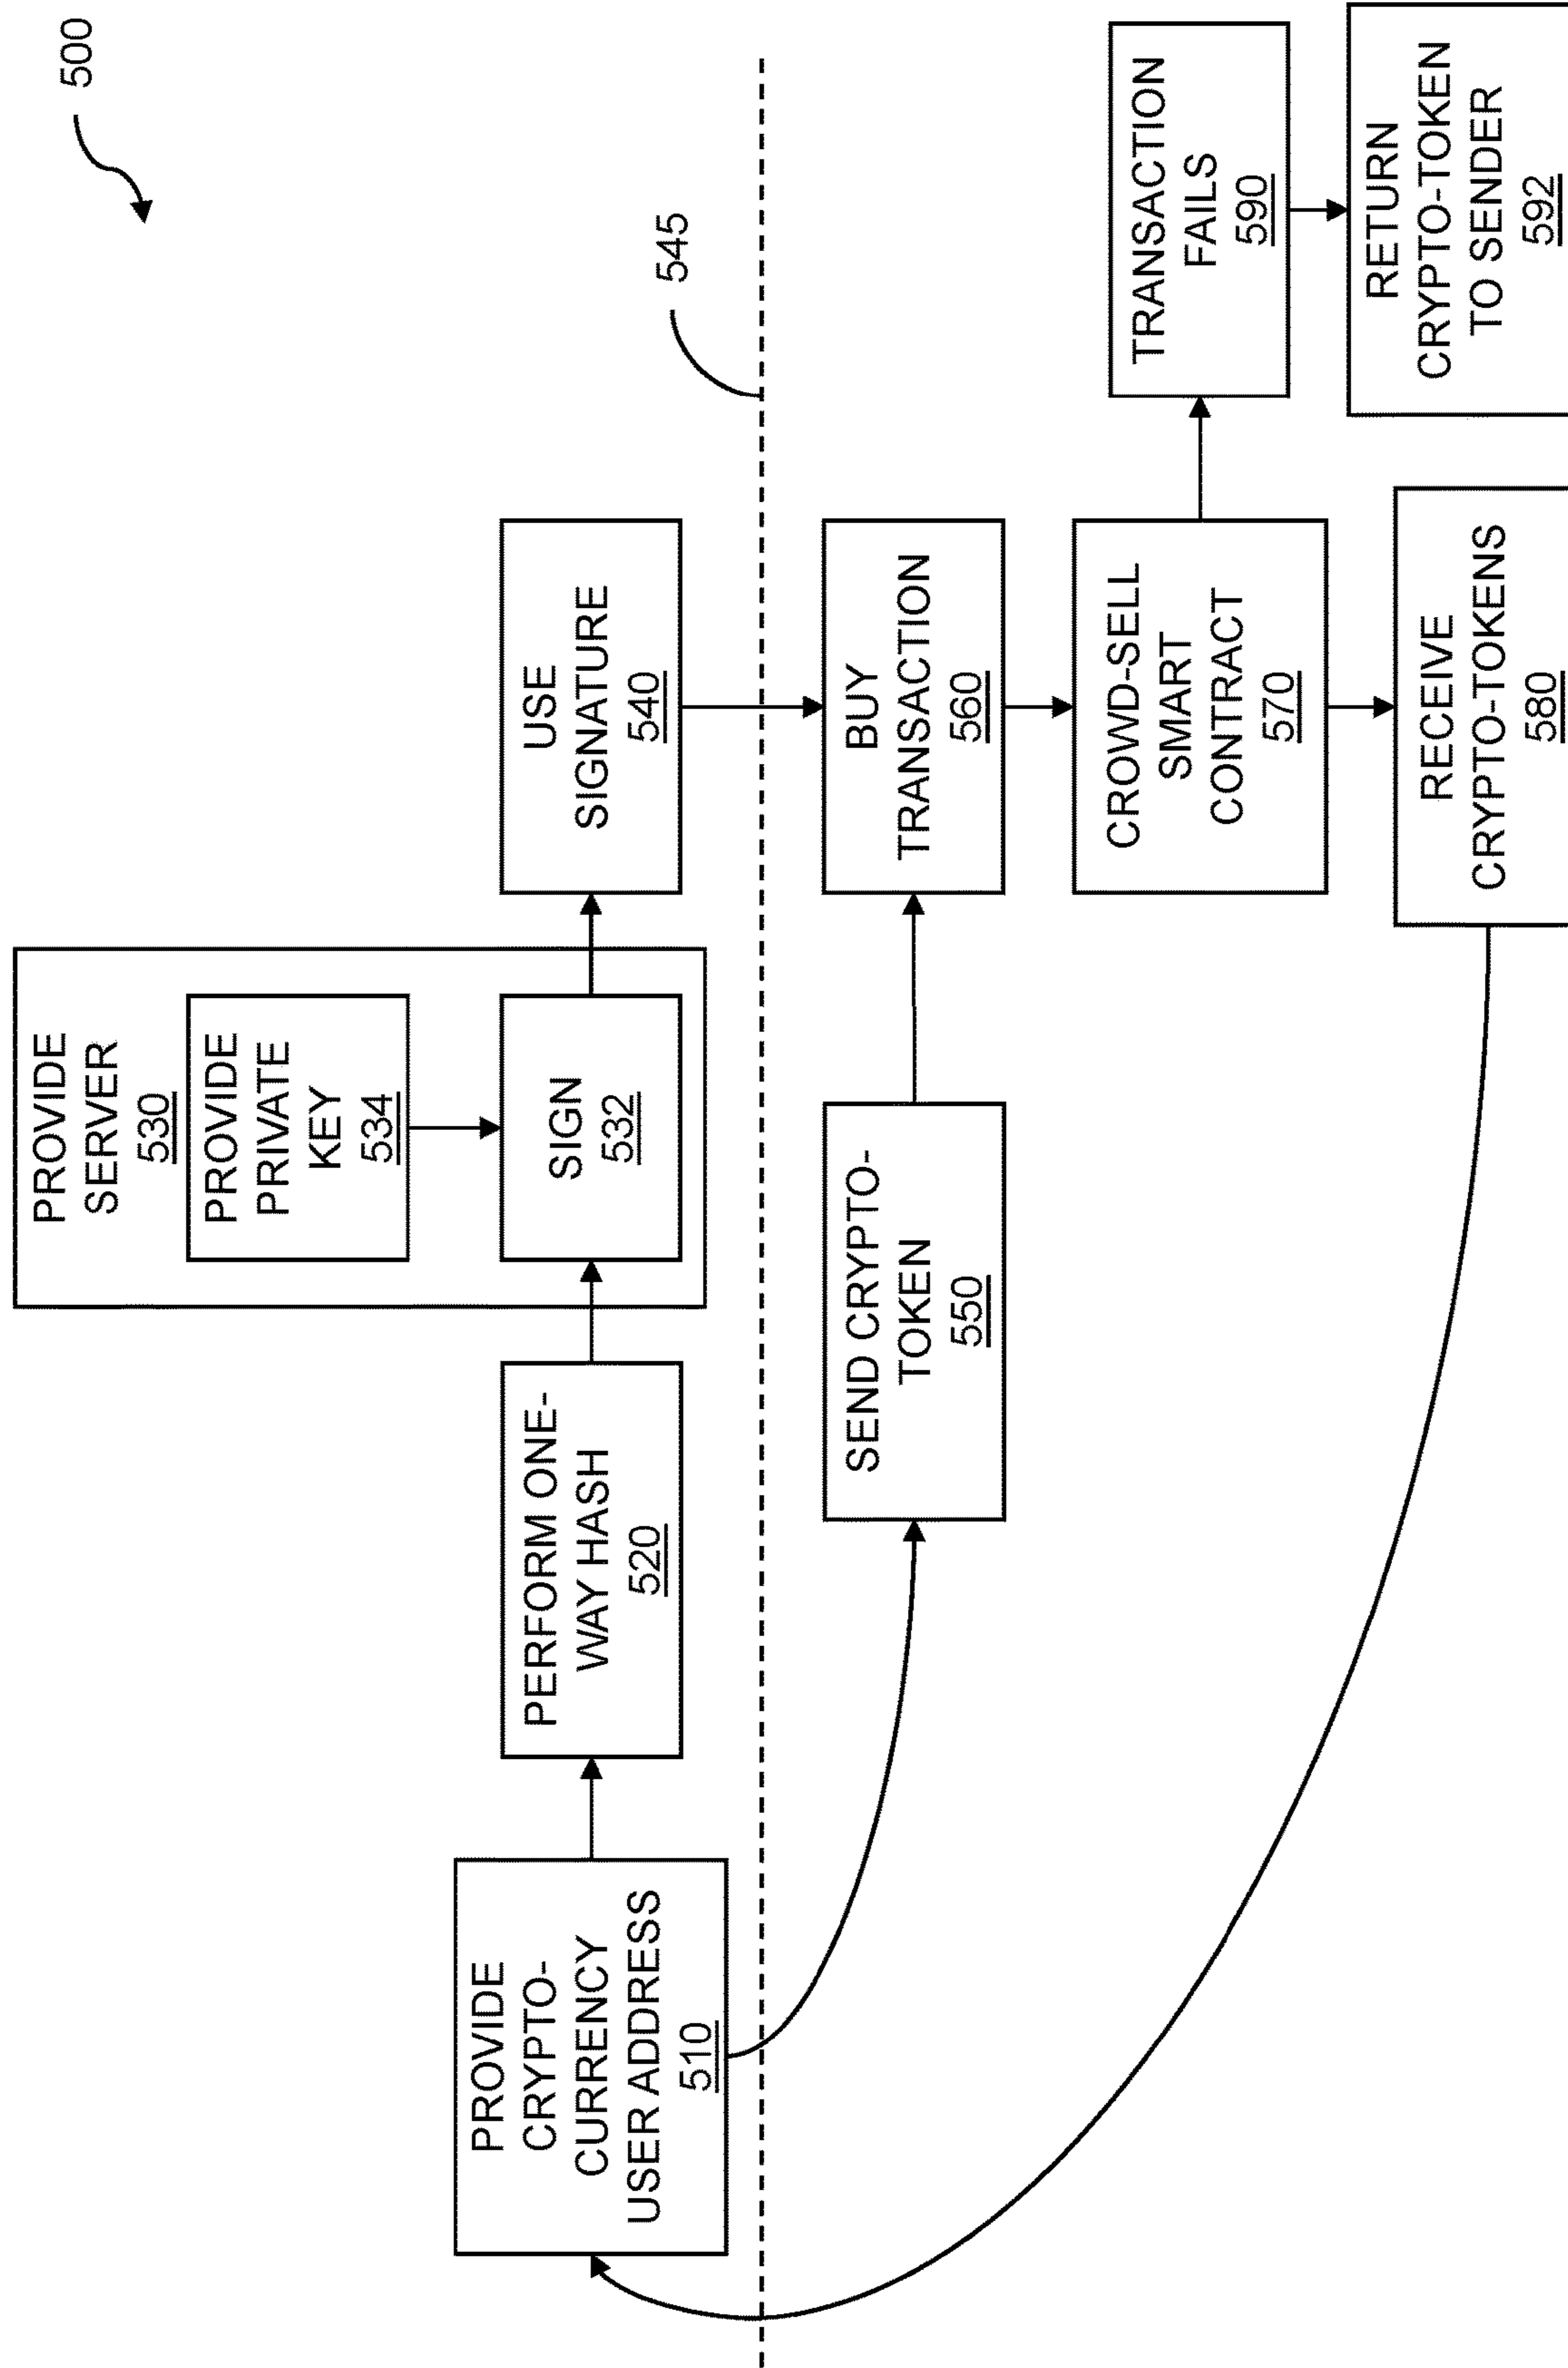 500
PROVIDE
SERVER
530
PROVIDE
PRIVATE
KEY
534
SIGN
532
PROVIDE
CRYPTO-
CURRENCY
USER ADDRESS
510
PERFORM ONE-
WAY HASH
520
USE
SIGNATURE
540
545
SEND CRYPTO-
TOKEN
550
BUY
TRANSACTION
560
CROWD-SELL
SMART
CONTRACT
570
TRANSACTION
FAILS
590
RECEIVE
CRYPTO-TOKENS
580
RETURN
CRYPTO-TOKEN
TO SENDER
592